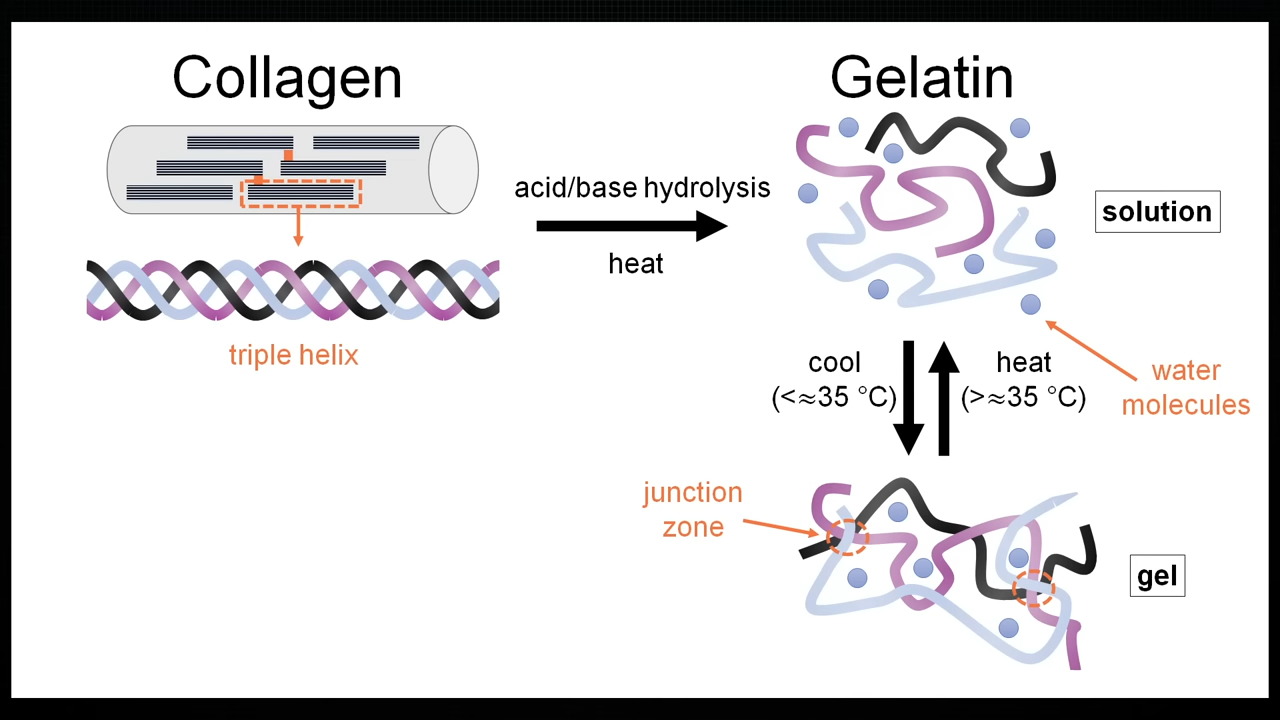 Collagen
Gelatin
acid/base hydrolysis
heat
solution
triple helix
cool
(<≈35 °C)
heat
(>≈35 °C)
water
molecules
junction
zone
gel